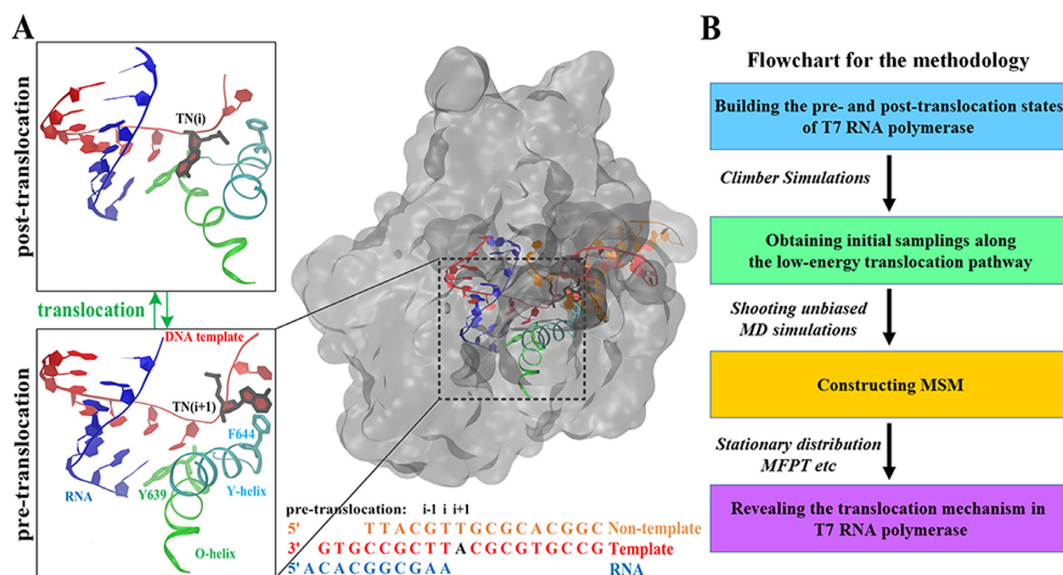 A
post-translocation
TN(i)
translocation
pre-translocation
DNA template
TN(i+1)
F644
RNA
Y639
Y-helix
O-helix
pre-translocation: i-1 i i+1
5' TTACGTTGCGCACGGC Non-template
3' GTGCCGCTTACGCGTGCCG Template
5' ACACGGCGAA RNA
B
Flowchart for the methodology
Building the pre- and post-translocation states
of T7 RNA polymerase
Climber Simulations
Obtaining initial samplings along
the low-energy translocation pathway
Shooting unbiased
MD simulations
Constructing MSM
Stationary distribution
MFPT etc
Revealing the translocation mechanism in
T7 RNA polymerase